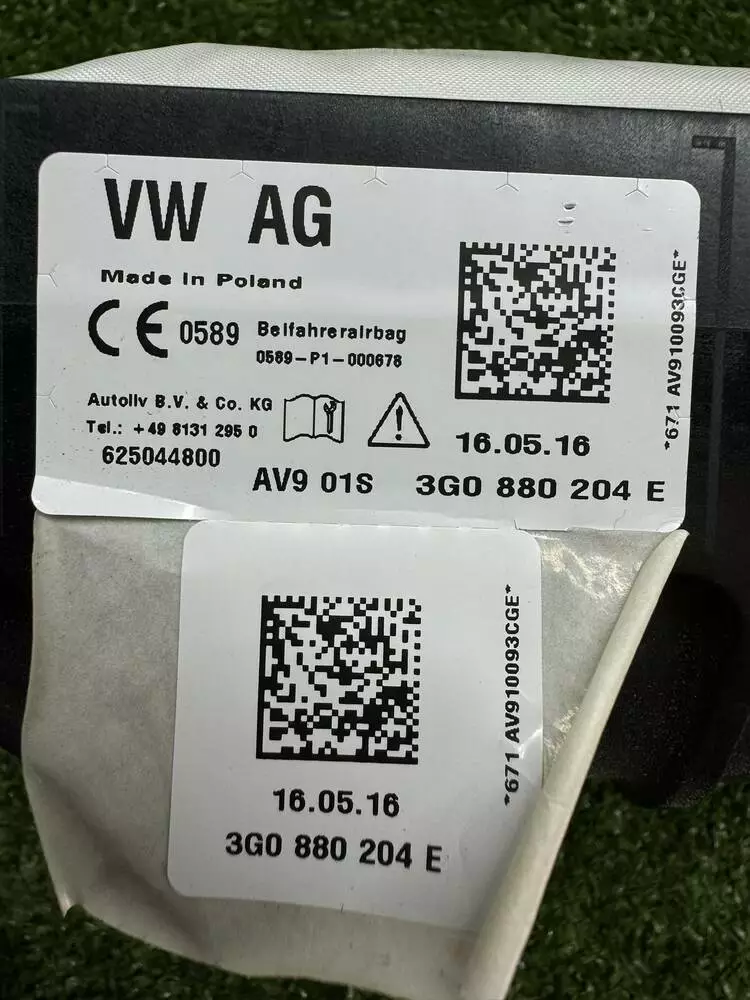 VW AG
Made in Poland
CE 0589 Beifahrerairbag
0589-P1-000678
Autoliv B.V. & Co. KG
Tel.: +49 8131 295 0
625044800
16.05.16
AV9 01S 3G0 880 204 E
*671 AV910093CGE*
16.05.16
3G0 880 204 E
*671 AV910093CGE*